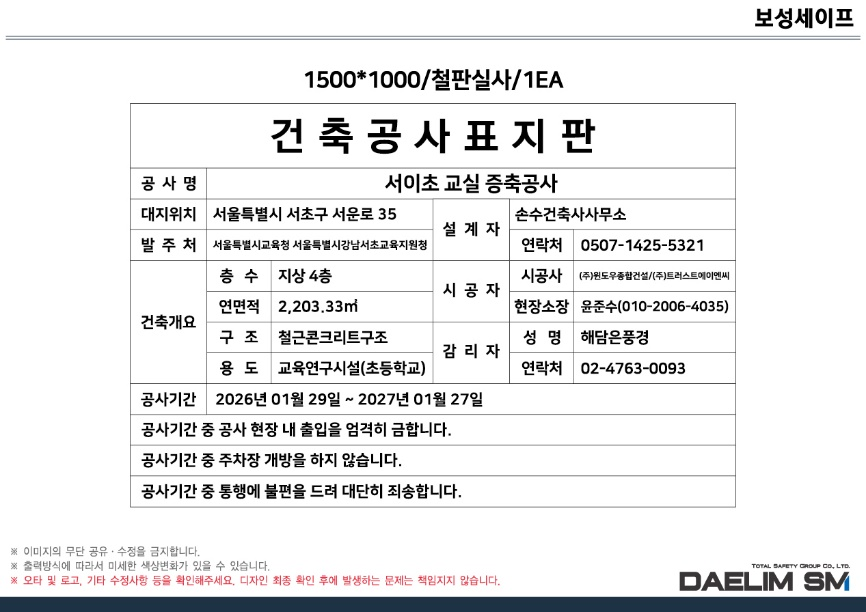 보성세이프
1500*1000/철판실사/1EA
건축공사표지판
공사명 서이초 교실 증축공사
대지위치 서울특별시 서초구 서운로 35 설계자 손수건축사사무소
발주처 서울특별시교육청 서울특별시강남서초교육지원청 연락처 0507-1425-5321
건축개요 층수 지상 4층 시공자 시공사 (주)윈도우종합건설/(주)트러스트에이엔씨
연면적 2,203.33㎡ 현장소장 윤준수(010-2006-4035)
구조 철근콘크리트구조 감리자 성명 해담은풍경
용도 교육연구시설(초등학교) 연락처 02-4763-0093
공사기간 2026년 01월 29일 ~ 2027년 01월 27일
공사기간 중 공사 현장 내 출입을 엄격히 금합니다.
공사기간 중 주차장 개방을 하지 않습니다.
공사기간 중 통행에 불편을 드려 대단히 죄송합니다.
※ 이미지의 무단 공유 · 수정을 금지합니다.
※ 출력방식에 따라서 미세한 색상변화가 있을 수 있습니다.
※ 오타 및 로고, 기타 수정사항 등을 확인해주세요. 디자인 최종 확인 후에 발생하는 문제는 책임지지 않습니다.
TOTAL SAFETY GROUP CO., LTD.
DAELIM SM